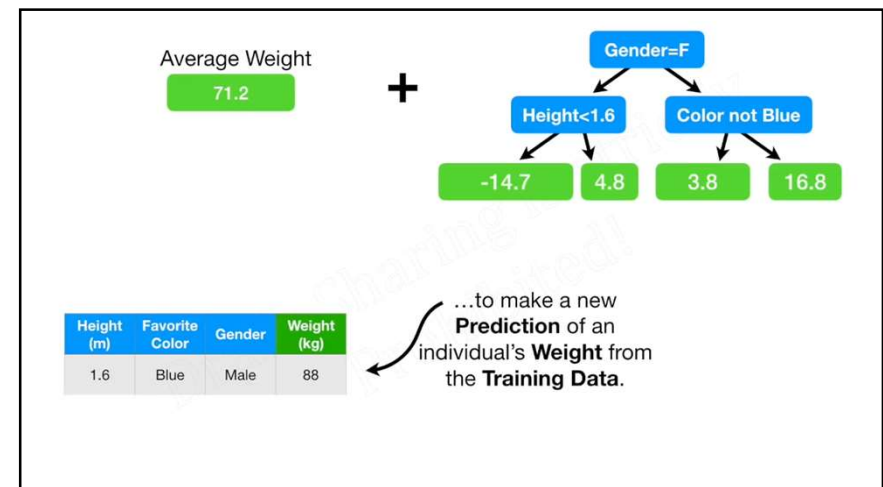 Average Weight
71.2
+
Gender=F
Height<1.6
Color not Blue
-14.7
4.8
3.8
16.8
…to make a new
Prediction of an
individual's Weight from
the Training Data.
Height (m) Favorite Color Gender Weight (kg)
1.6 Blue Male 88